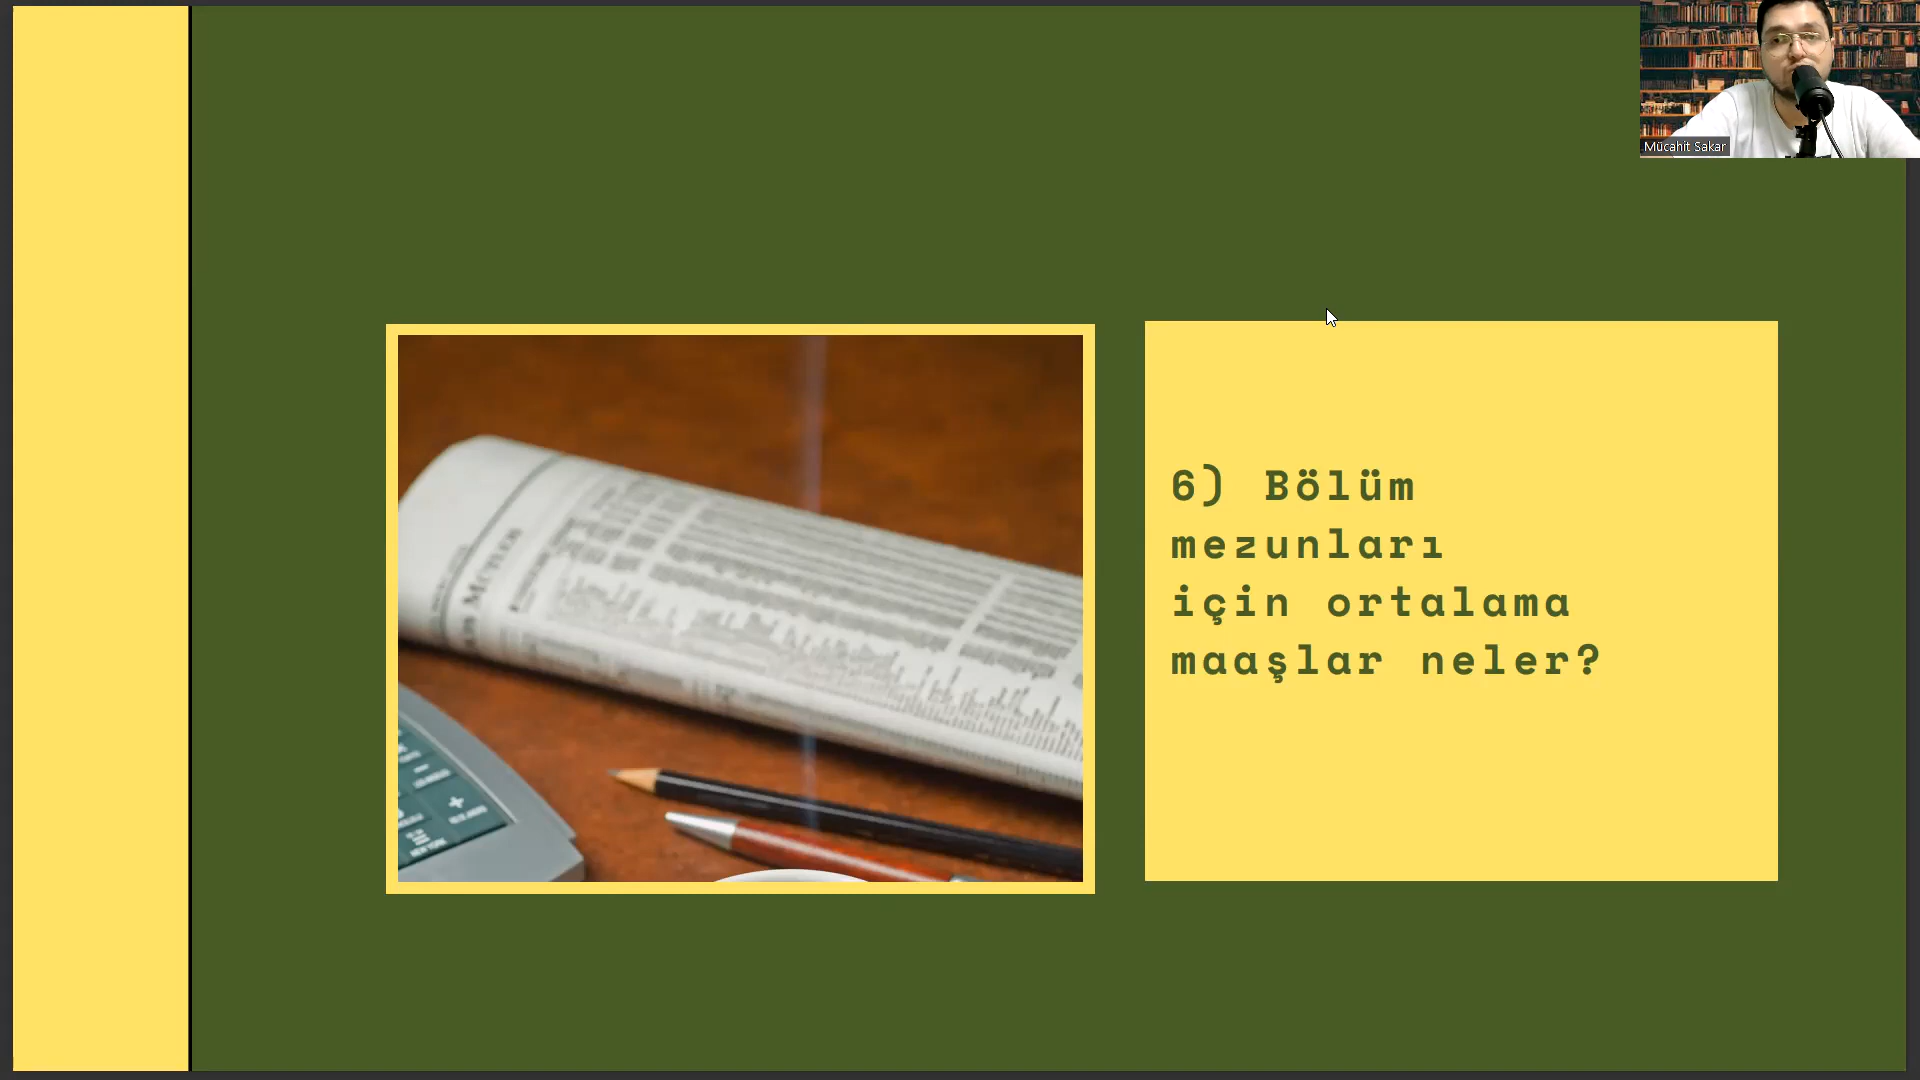 Mücahit Sakar
6) Bölüm
mezunları
için ortalama
maaşlar neler?